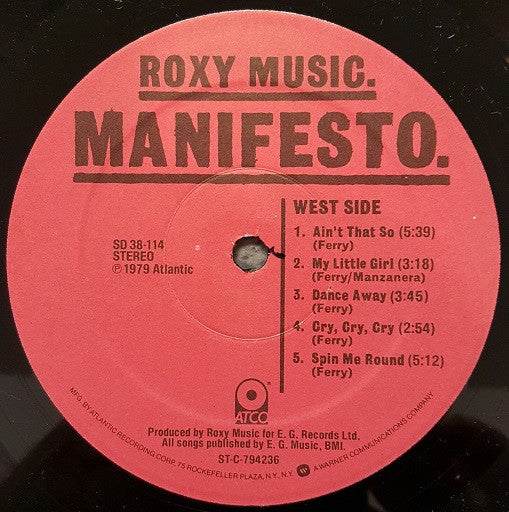 ROXY MUSIC.
MANIFESTO.
SD 38-114
STEREO
℗ 1979 Atlantic
WEST SIDE
1. Ain't That So (5:39)
(Ferry)
2. My Little Girl (3:18)
(Ferry/Manzanera)
3. Dance Away (3:45)
(Ferry)
4. Cry, Cry, Cry (2:54)
(Ferry)
5. Spin Me Round (5:12)
(Ferry)
ATCO
Produced by Roxy Music for E. G. Records Ltd.
All songs published by E. G. Music, BMI.
ST-C-794236
MFG. BY ATLANTIC RECORDING CORP. 75 ROCKEFELLER PLAZA, N.Y., N.Y. W A WARNER COMMUNICATIONS COMPANY